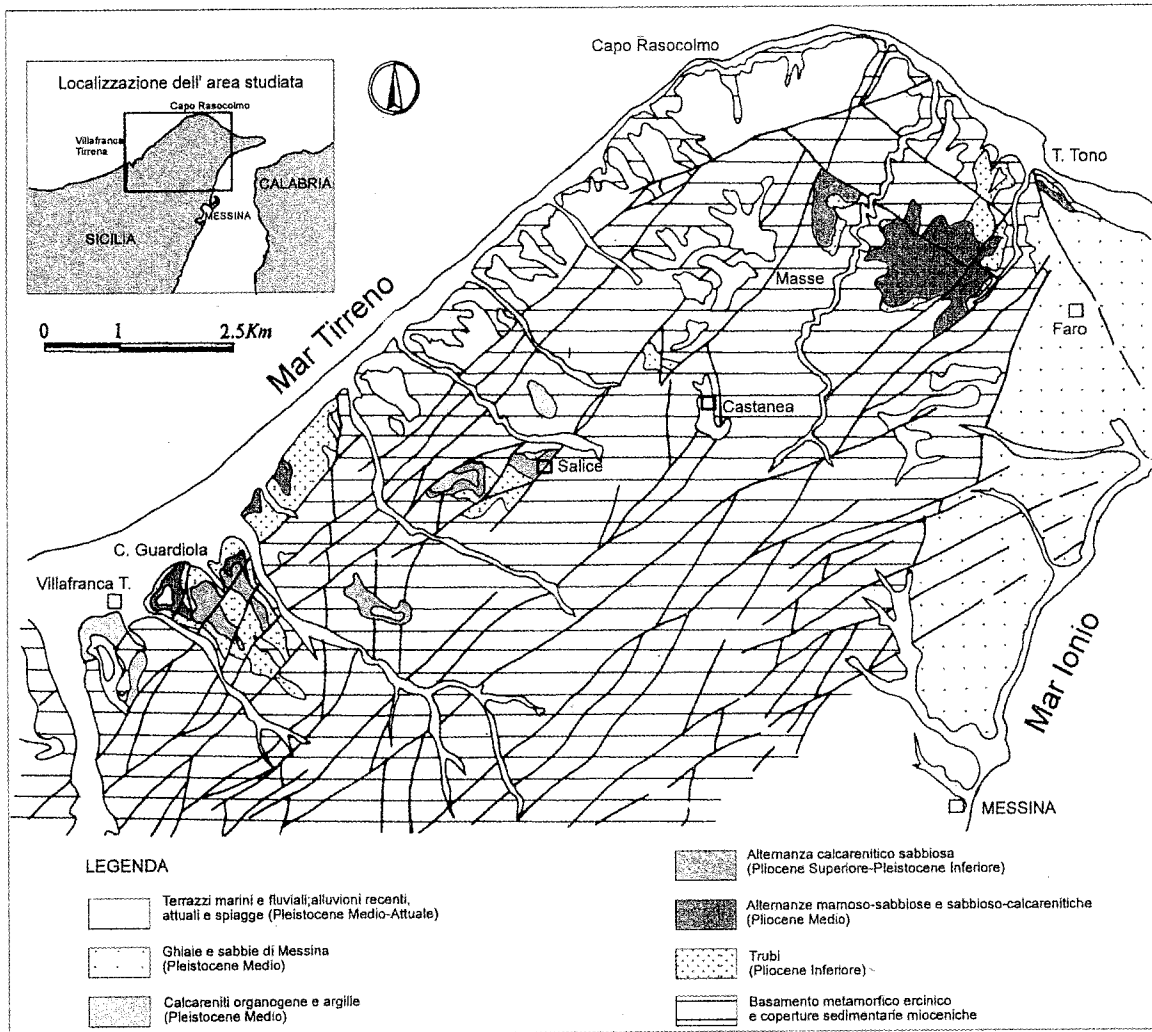 Localizzazione dell' area studiata
Capo Rasocolmo
Villafranca
Tirrena
CALABRIA
MESSINA
SICILIA
0 1 2.5Km
Capo Rasocolmo
T. Tono
Mar Tirreno
Masse
Faro
Castanea
Salice
C. Guardiola
Villafranca T.
Mar Ionio
MESSINA
LEGENDA
Terrazzi marini e fluviali;alluvioni recenti,
attuali e spiagge (Pleistocene Medio-Attuale)
Ghiaie e sabbie di Messina
(Pleistocene Medio)
Calcareniti organogene e argille
(Pleistocene Medio)
Alternanza calcarenitico sabbiosa
(Pliocene Superiore-Pleistocene Inferiore)
Alternanze marnoso-sabbiose e sabbioso-calcarenitiche
(Pliocene Medio)
Trubi
(Pliocene Inferiore)
Basamento metamorfico ercinico
e coperture sedimentarie mioceniche